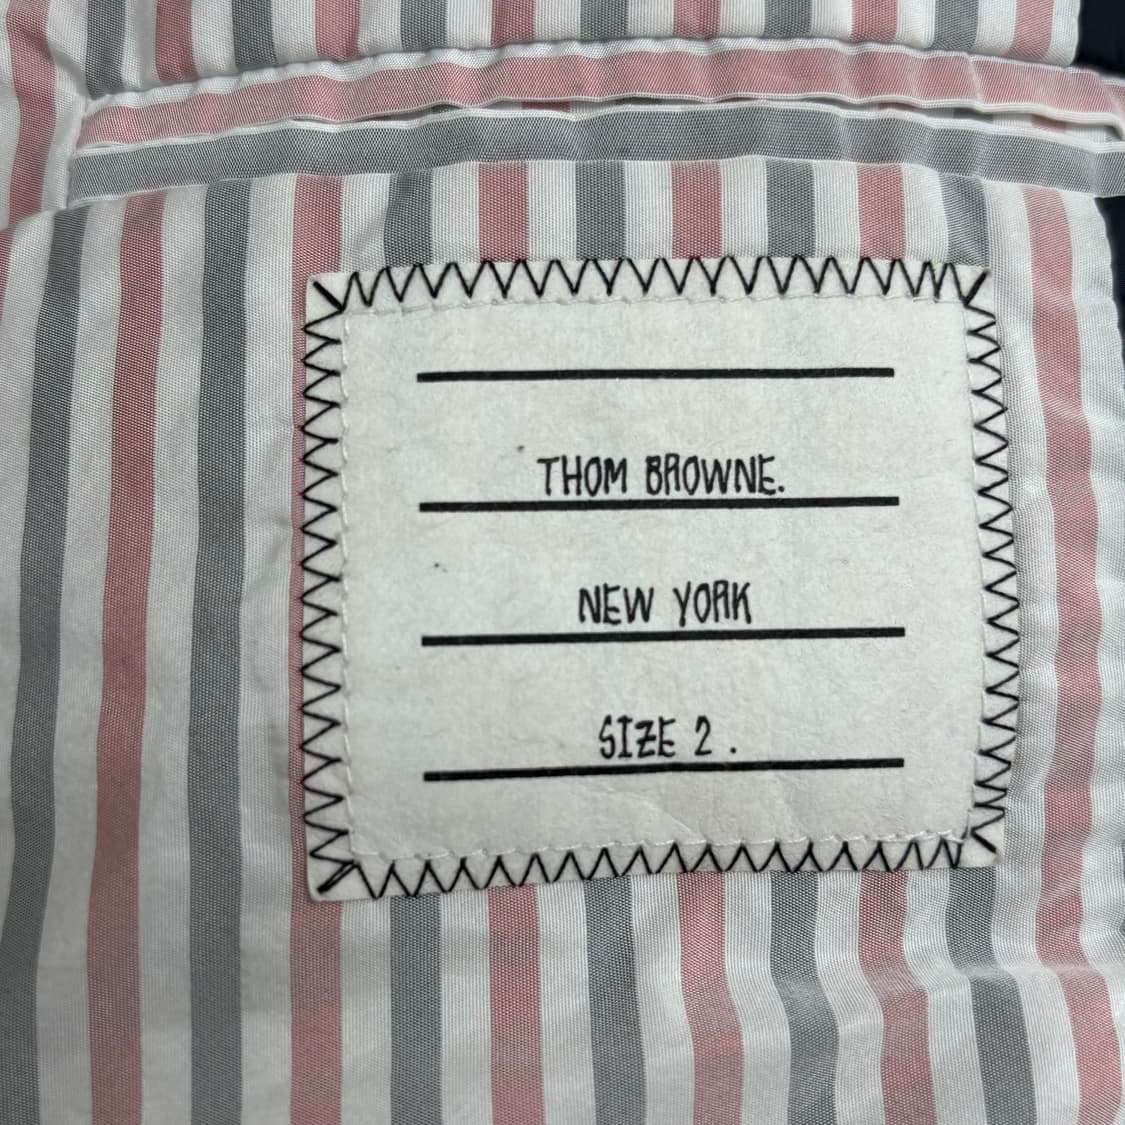 THOM BROWNE.
NEW YORK
SIZE 2.